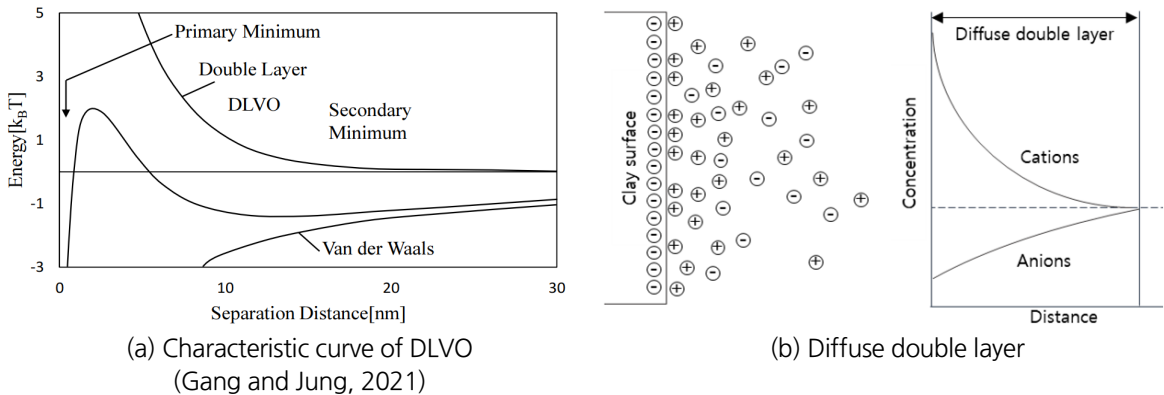 5
3
1
-1
-3
Energy[k_BT]
Primary Minimum
Double Layer
DLVO
Secondary
Minimum
Van der Waals
0
10
20
30
Separation Distance[nm]
(a) Characteristic curve of DLVO
(Gang and Jung, 2021)
Clay surface
Diffuse double layer
Concentration
Cations
Anions
Distance
(b) Diffuse double layer